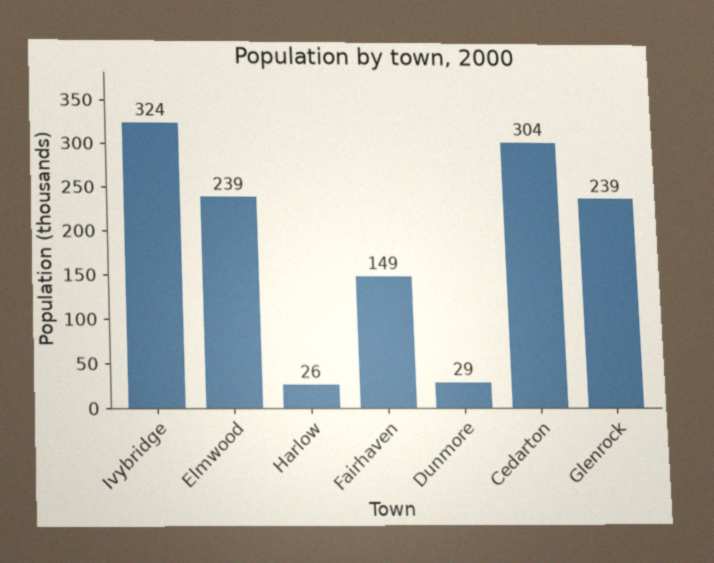 Population by town, 2000
Population (thousands)
350
300
250
200
150
100
50
0
324
239
26
149
29
304
239
Ivybridge
Elmwood
Harlow
Fairhaven
Dunmore
Cedarton
Glenrock
Town